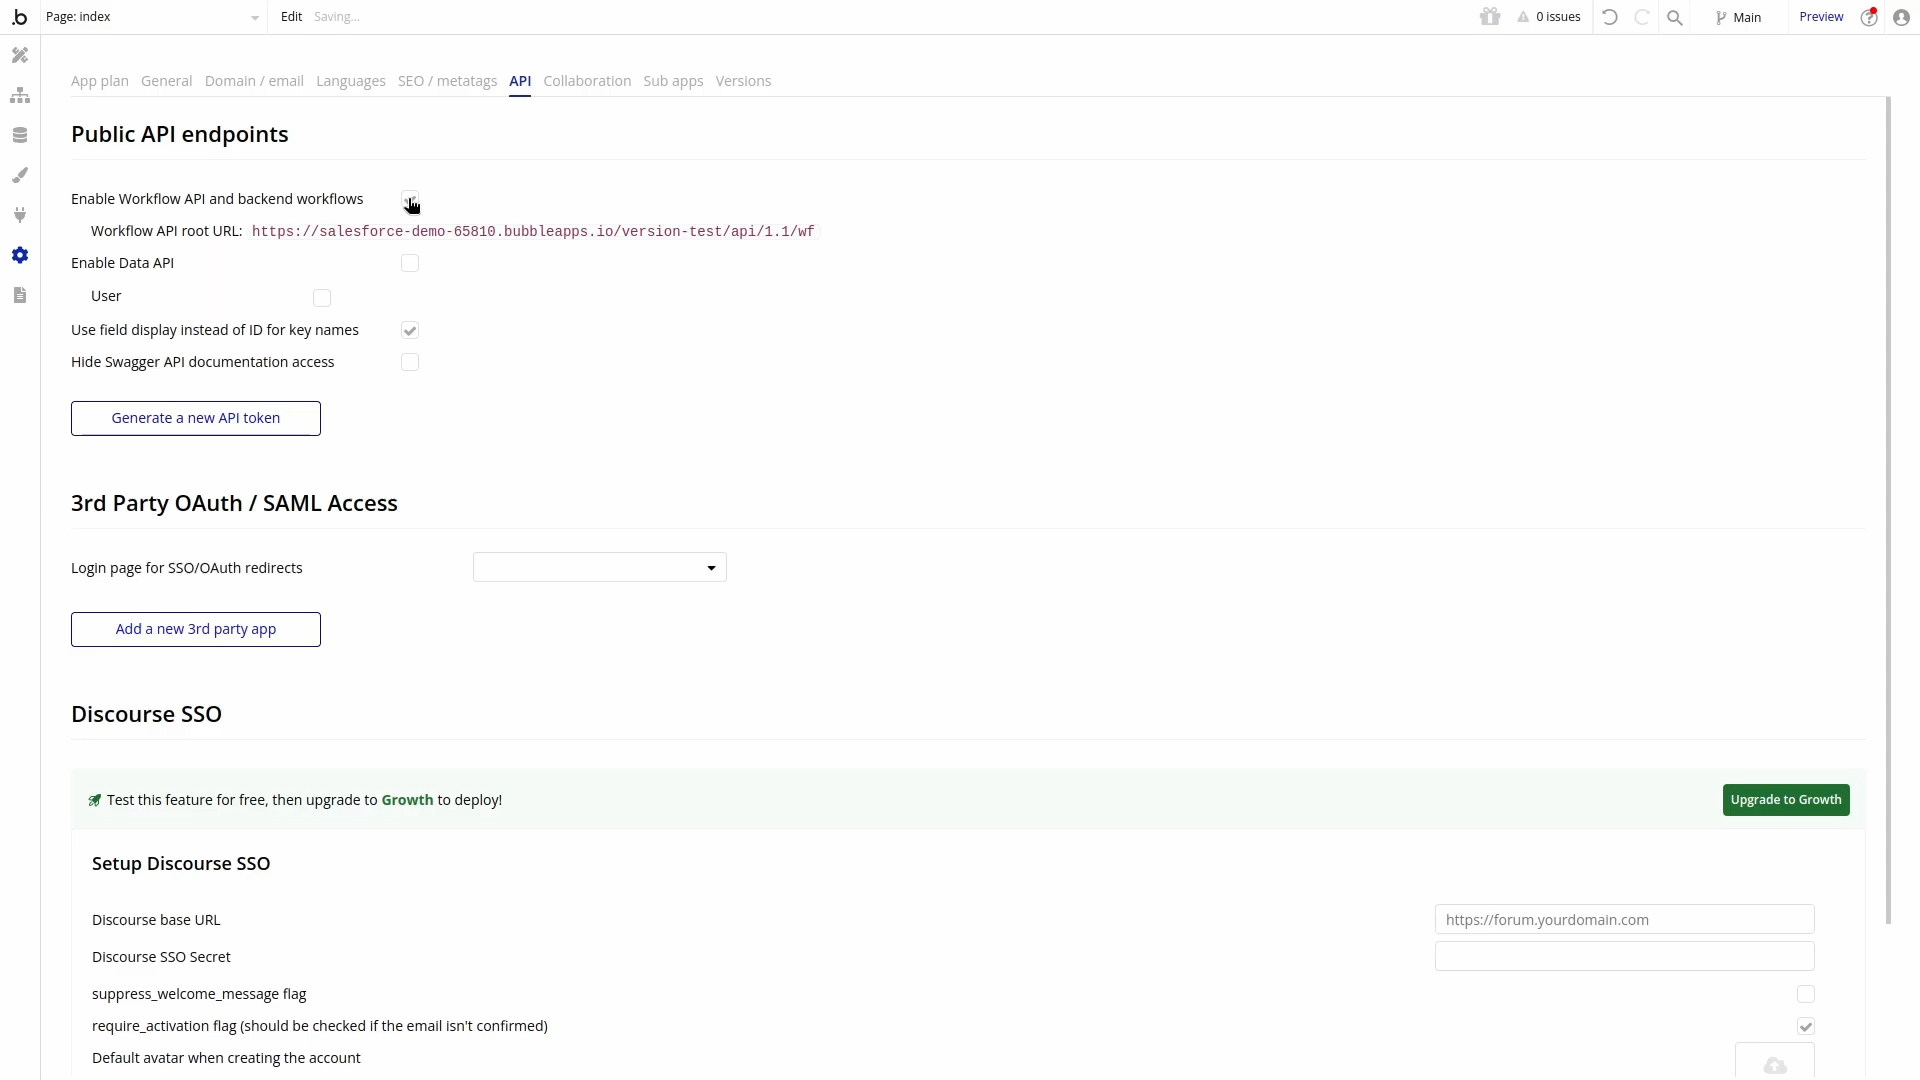 Page: index
Edit
Saving...
0 issues
Main
Preview
App plan
General
Domain / email
Languages
SEO / metatags
API
Collaboration
Sub apps
Versions
Public API endpoints
Enable Workflow API and backend workflows
Workflow API root URL: https://salesforce-demo-65810.bubbleapps.io/version-test/api/1.1/wf
Enable Data API
User
Use field display instead of ID for key names
Hide Swagger API documentation access
Generate a new API token
3rd Party OAuth / SAML Access
Login page for SSO/OAuth redirects
Add a new 3rd party app
Discourse SSO
Test this feature for free, then upgrade to Growth to deploy!
Upgrade to Growth
Setup Discourse SSO
Discourse base URL
https://forum.yourdomain.com
Discourse SSO Secret
suppress_welcome_message flag
require_activation flag (should be checked if the email isn't confirmed)
Default avatar when creating the account